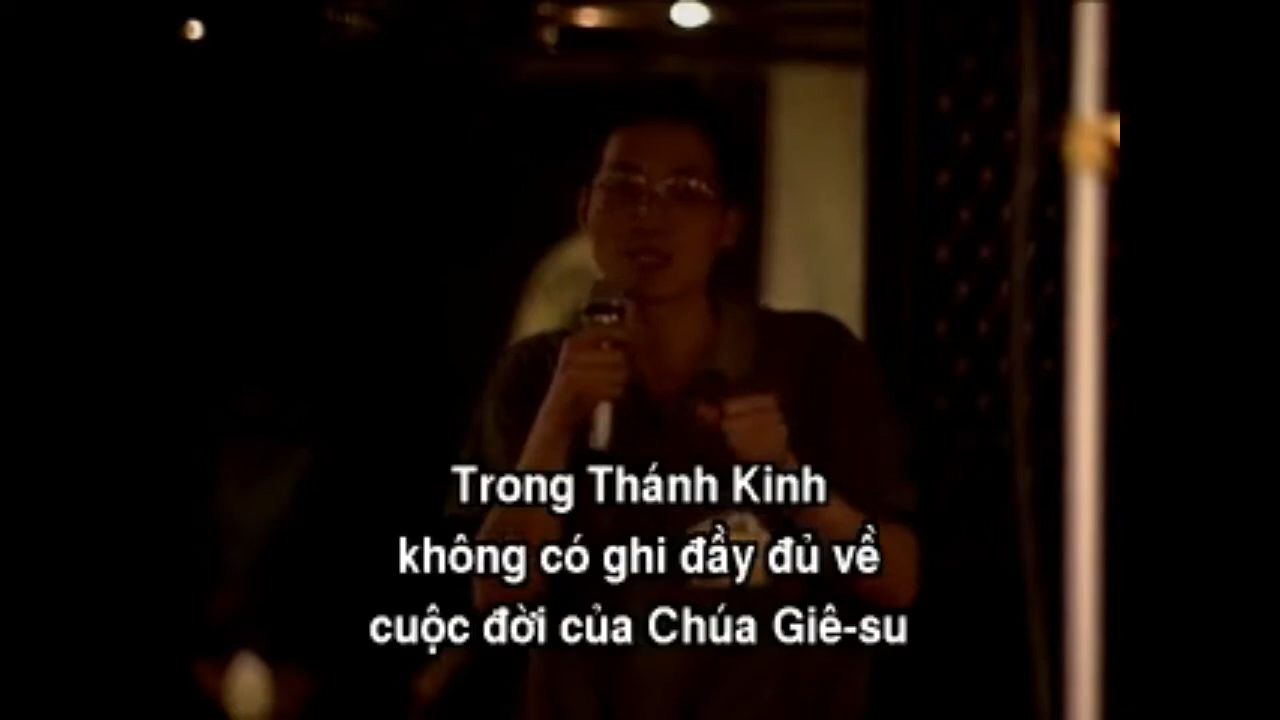 Trong Thánh Kinh
không có ghi đầy đủ về
cuộc đời của Chúa Giê-su